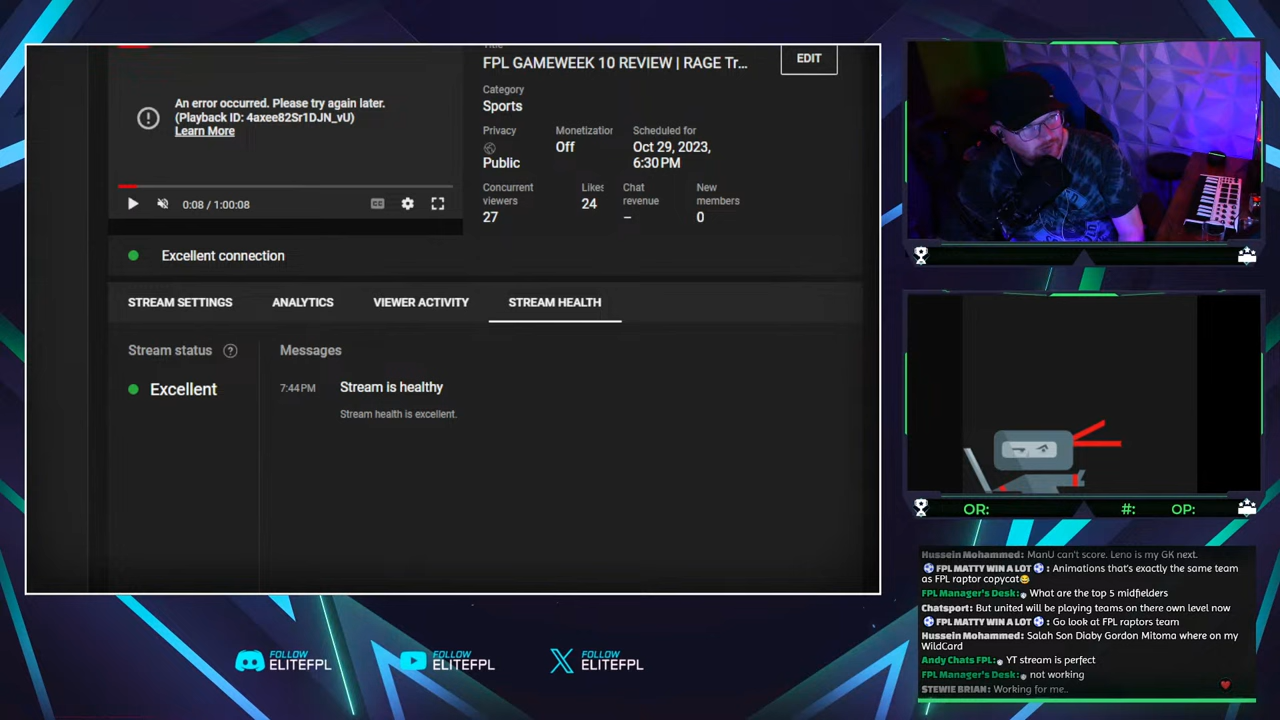 Title
FPL GAMEWEEK 10 REVIEW | RAGE Tr...
EDIT
An error occurred. Please try again later.
(Playback ID: 4axee82Sr1DJN_vU)
Learn More
Category
Sports
Privacy
Monetization
Scheduled for
Public
Off
Oct 29, 2023,
6:30 PM
0:08 / 1:00:08
Concurrent
viewers
Likes
Chat
revenue
New
members
27
24
–
0
Excellent connection
STREAM SETTINGS
ANALYTICS
VIEWER ACTIVITY
STREAM HEALTH
Stream status
Messages
Excellent
7:44 PM
Stream is healthy
Stream health is excellent.
OR:
#:
OP:
Hussein Mohammed: ManU can't score. Leno is my GK next.
FPL MATTY WIN A LOT : Animations that's exactly the same team
as FPL raptor copycat😂
FPL Manager's Desk: What are the top 5 midfielders
Chatsport: But united will be playing teams on there own level now
FPL MATTY WIN A LOT : Go look at FPL raptors team
Hussein Mohammed: Salah Son Diaby Gordon Mitoma where on my
WildCard
Andy Chats FPL: YT stream is perfect
FPL Manager's Desk: not working
STEWIE BRIAN: Working for me..
FOLLOW
ELITEFPL
FOLLOW
ELITEFPL
FOLLOW
ELITEFPL